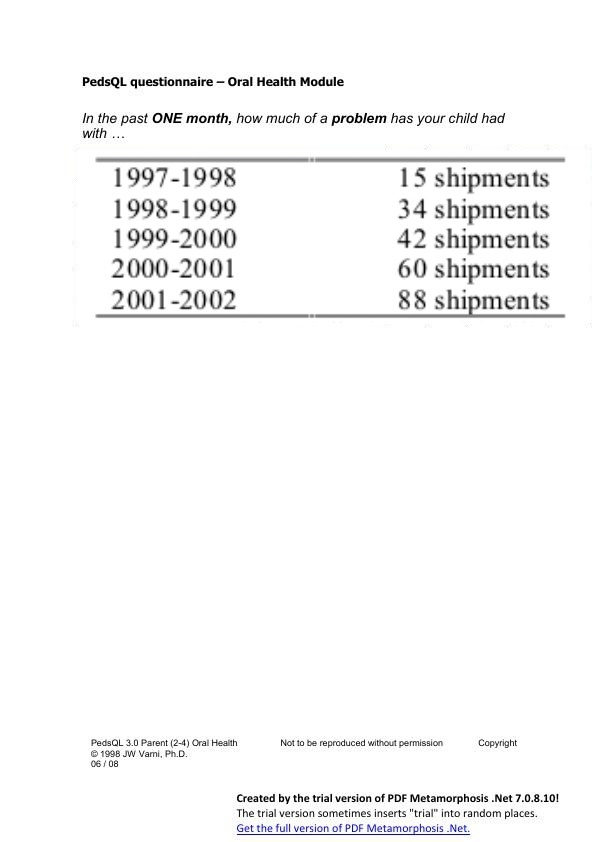 PedsQL questionnaire – Oral Health Module
In the past ONE month, how much of a problem has your child had
with …
1997-1998 15 shipments
1998-1999 34 shipments
1999-2000 42 shipments
2000-2001 60 shipments
2001-2002 88 shipments
PedsQL 3.0 Parent (2-4) Oral Health Not to be reproduced without permission Copyright
© 1998 JW Varni, Ph.D.
06 / 08
Created by the trial version of PDF Metamorphosis .Net 7.0.8.10!
The trial version sometimes inserts "trial" into random places.
Get the full version of PDF Metamorphosis .Net.